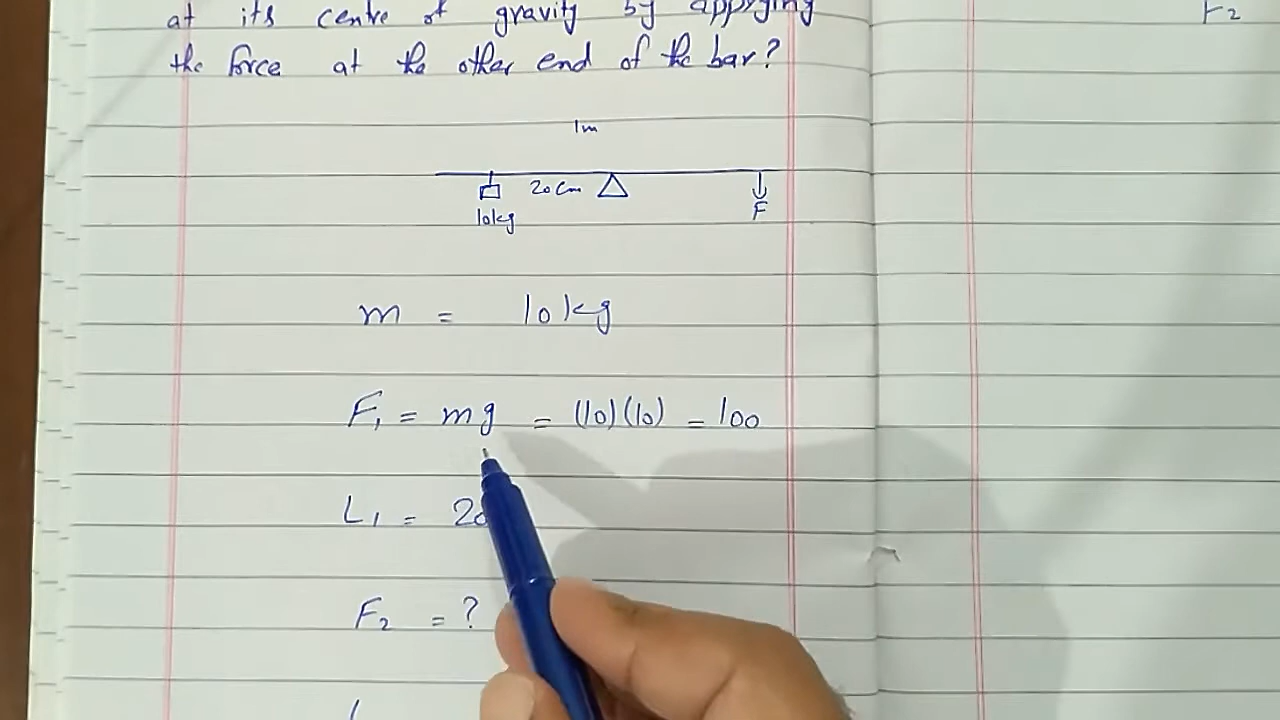 at its centre of gravity by applying
the force at the other end of the bar?
F2
1m
20cm
10kg
F
m = 10kg
F1 = mg = (10)(10) = 100
L1 = 20
F2 = ?